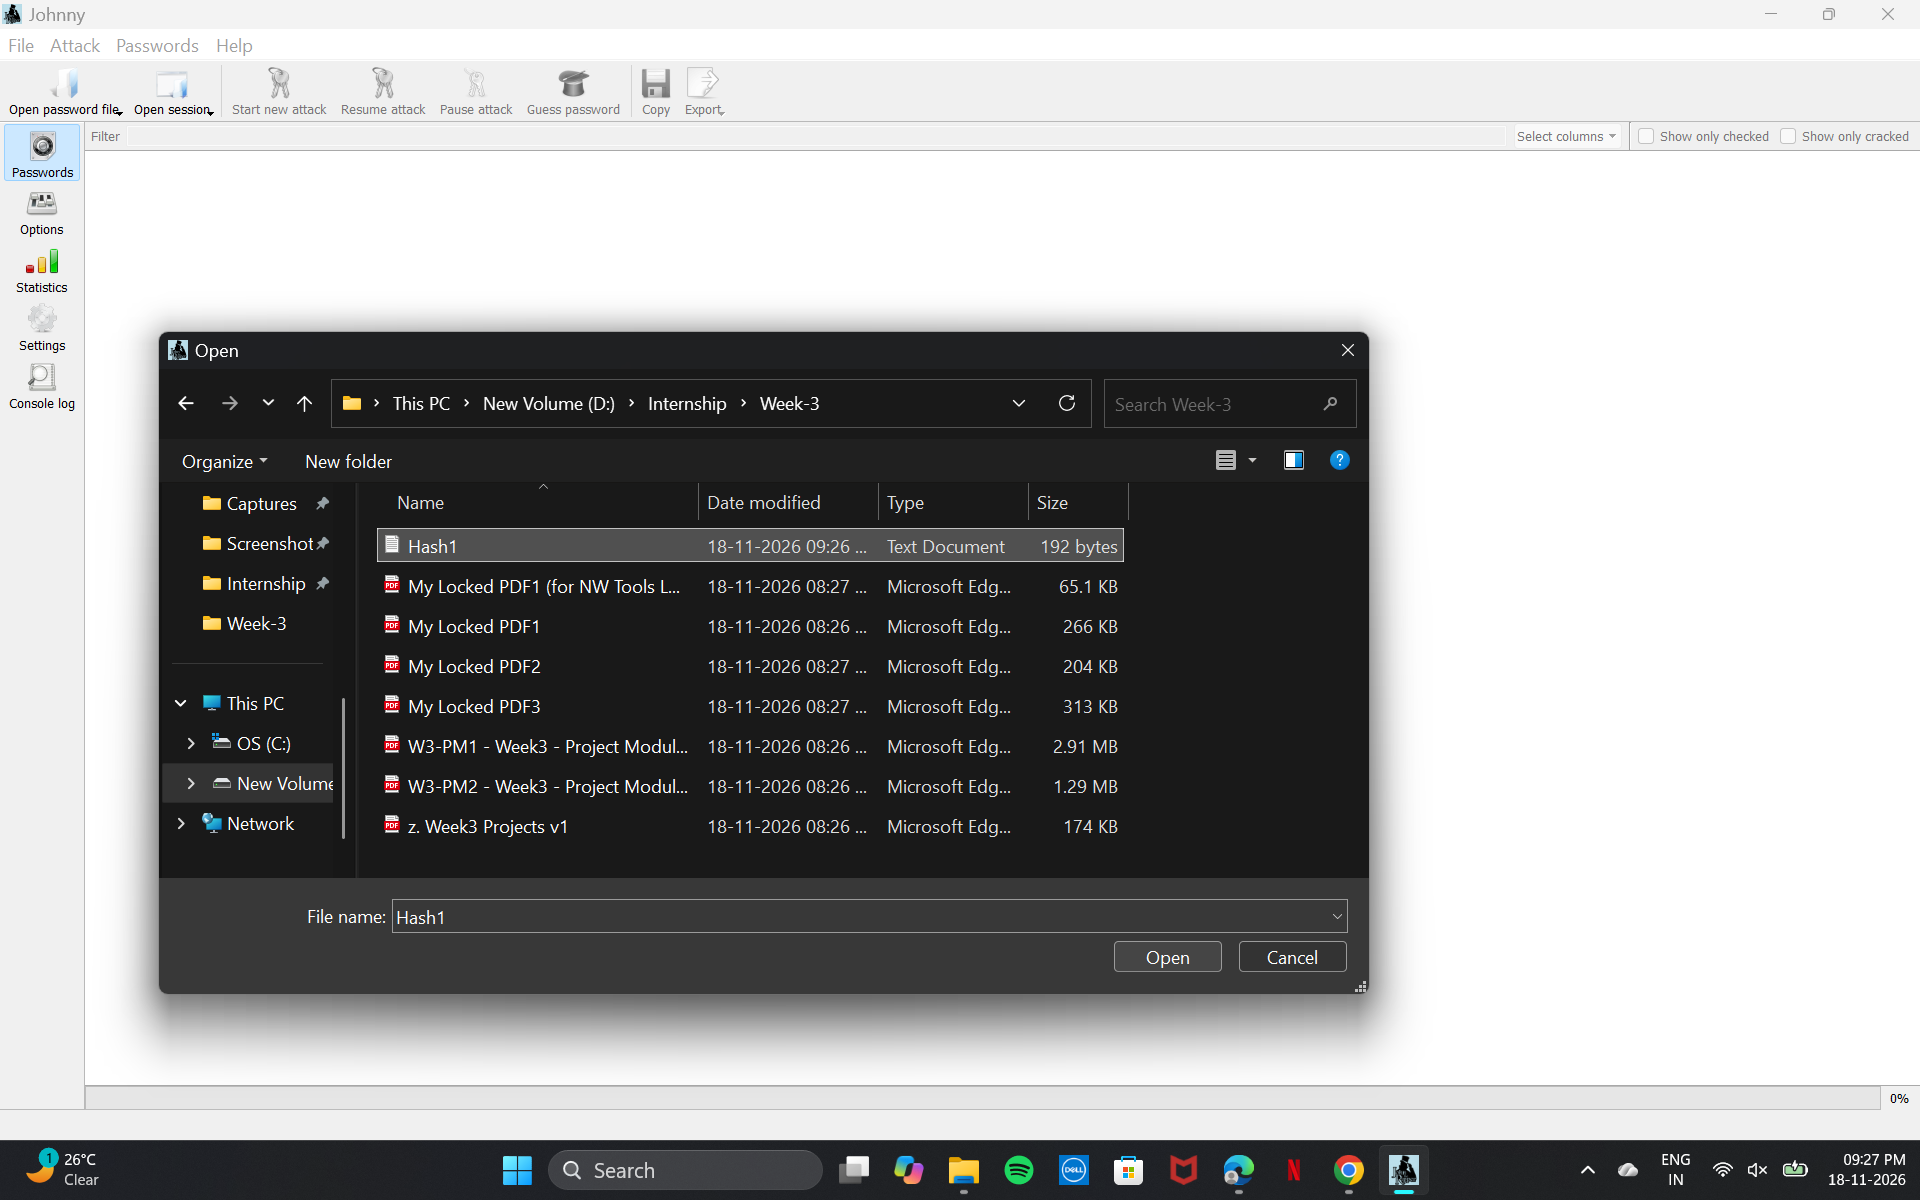 Johnny
File Attack Passwords Help
Open password file Open session Start new attack Resume attack Pause attack Guess password Copy Export
Filter Select columns Show only checked Show only cracked
Passwords
Options
Statistics
Settings
Console log
Open
This PC New Volume (D:) Internship Week-3 Search Week-3
Organize New folder
Captures
Screenshot
Internship
Week-3
This PC
OS (C:)
New Volume
Network
Name Date modified Type Size
Hash1 18-11-2026 09:26 ... Text Document 192 bytes
My Locked PDF1 (for NW Tools L... 18-11-2026 08:27 ... Microsoft Edg... 65.1 KB
My Locked PDF1 18-11-2026 08:26 ... Microsoft Edg... 266 KB
My Locked PDF2 18-11-2026 08:27 ... Microsoft Edg... 204 KB
My Locked PDF3 18-11-2026 08:27 ... Microsoft Edg... 313 KB
W3-PM1 - Week3 - Project Modul... 18-11-2026 08:26 ... Microsoft Edg... 2.91 MB
W3-PM2 - Week3 - Project Modul... 18-11-2026 08:26 ... Microsoft Edg... 1.29 MB
z. Week3 Projects v1 18-11-2026 08:26 ... Microsoft Edg... 174 KB
File name: Hash1
Open Cancel
0%
1 26°C
Clear
Search
DELL
ENG
IN
09:27 PM
18-11-2026